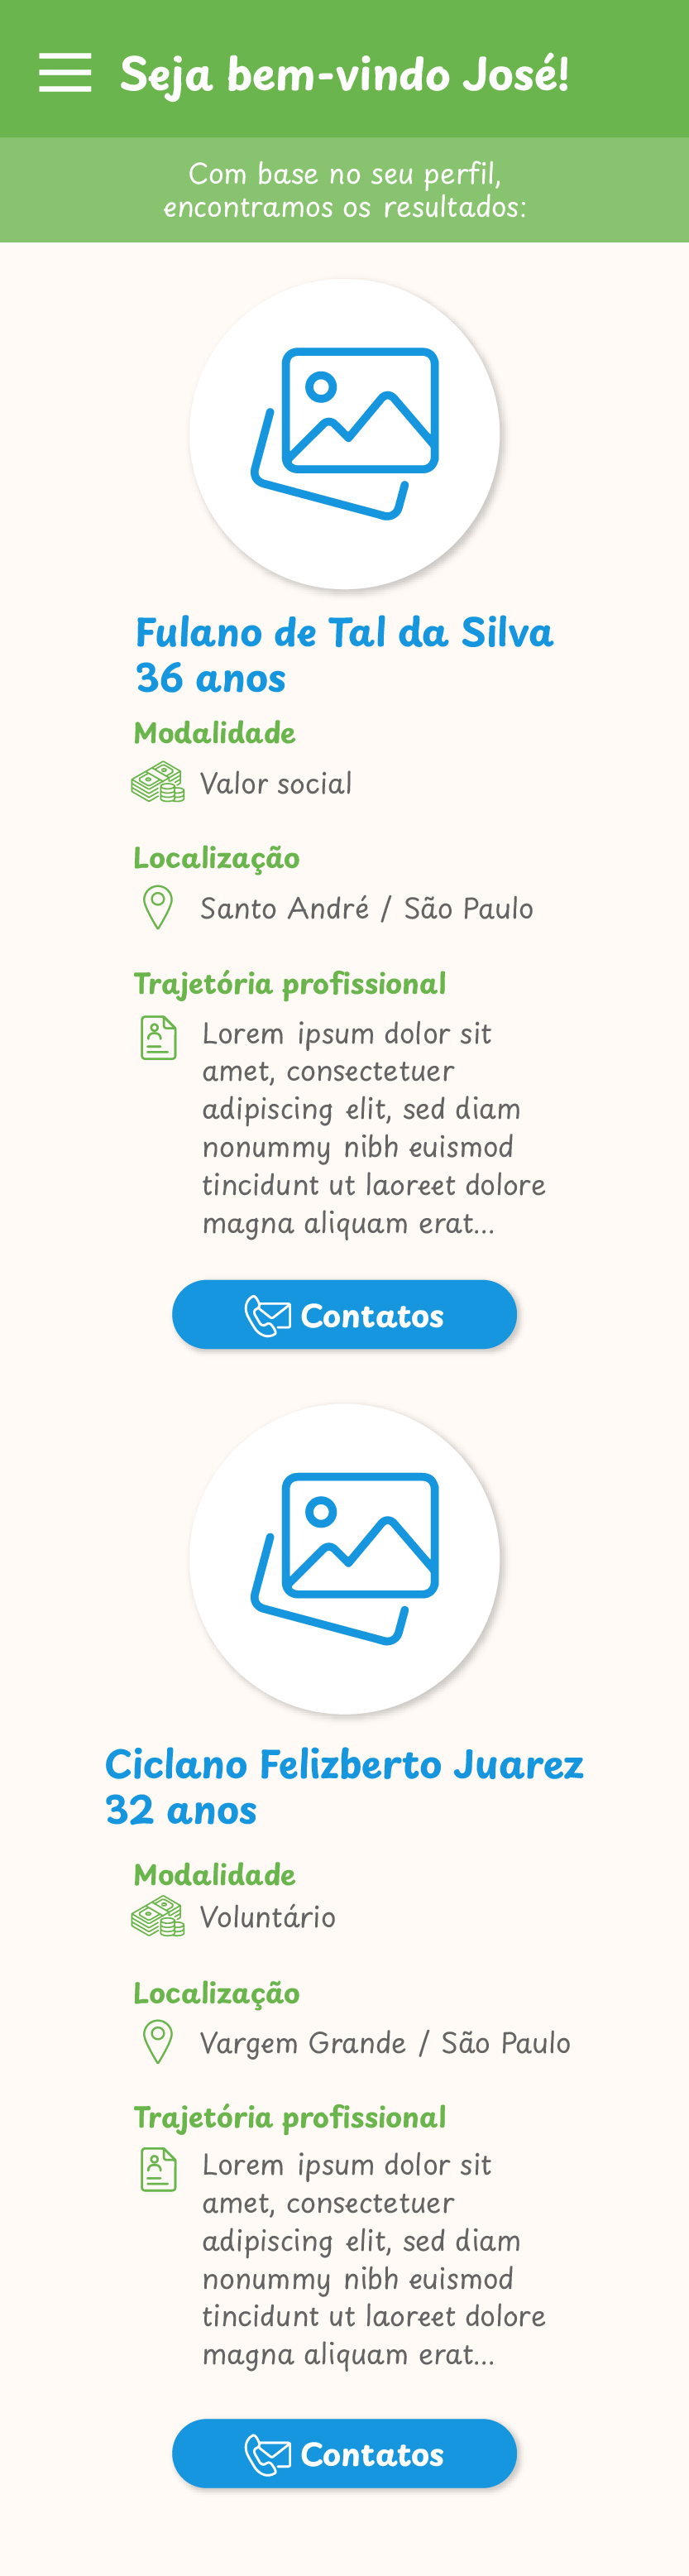 Seja bem-vindo José!
Com base no seu perfil,
encontramos os resultados:
Fulano de Tal da Silva
36 anos
Modalidade
Valor social
Localização
Santo André / São Paulo
Trajetória profissional
Lorem ipsum dolor sit
amet, consectetuer
adipiscing elit, sed diam
nonummy nibh euismod
tincidunt ut laoreet dolore
magna aliquam erat...
Contatos
Ciclano Felizberto Juarez
32 anos
Modalidade
Voluntário
Localização
Vargem Grande / São Paulo
Trajetória profissional
Lorem ipsum dolor sit
amet, consectetuer
adipiscing elit, sed diam
nonummy nibh euismod
tincidunt ut laoreet dolore
magna aliquam erat...
Contatos